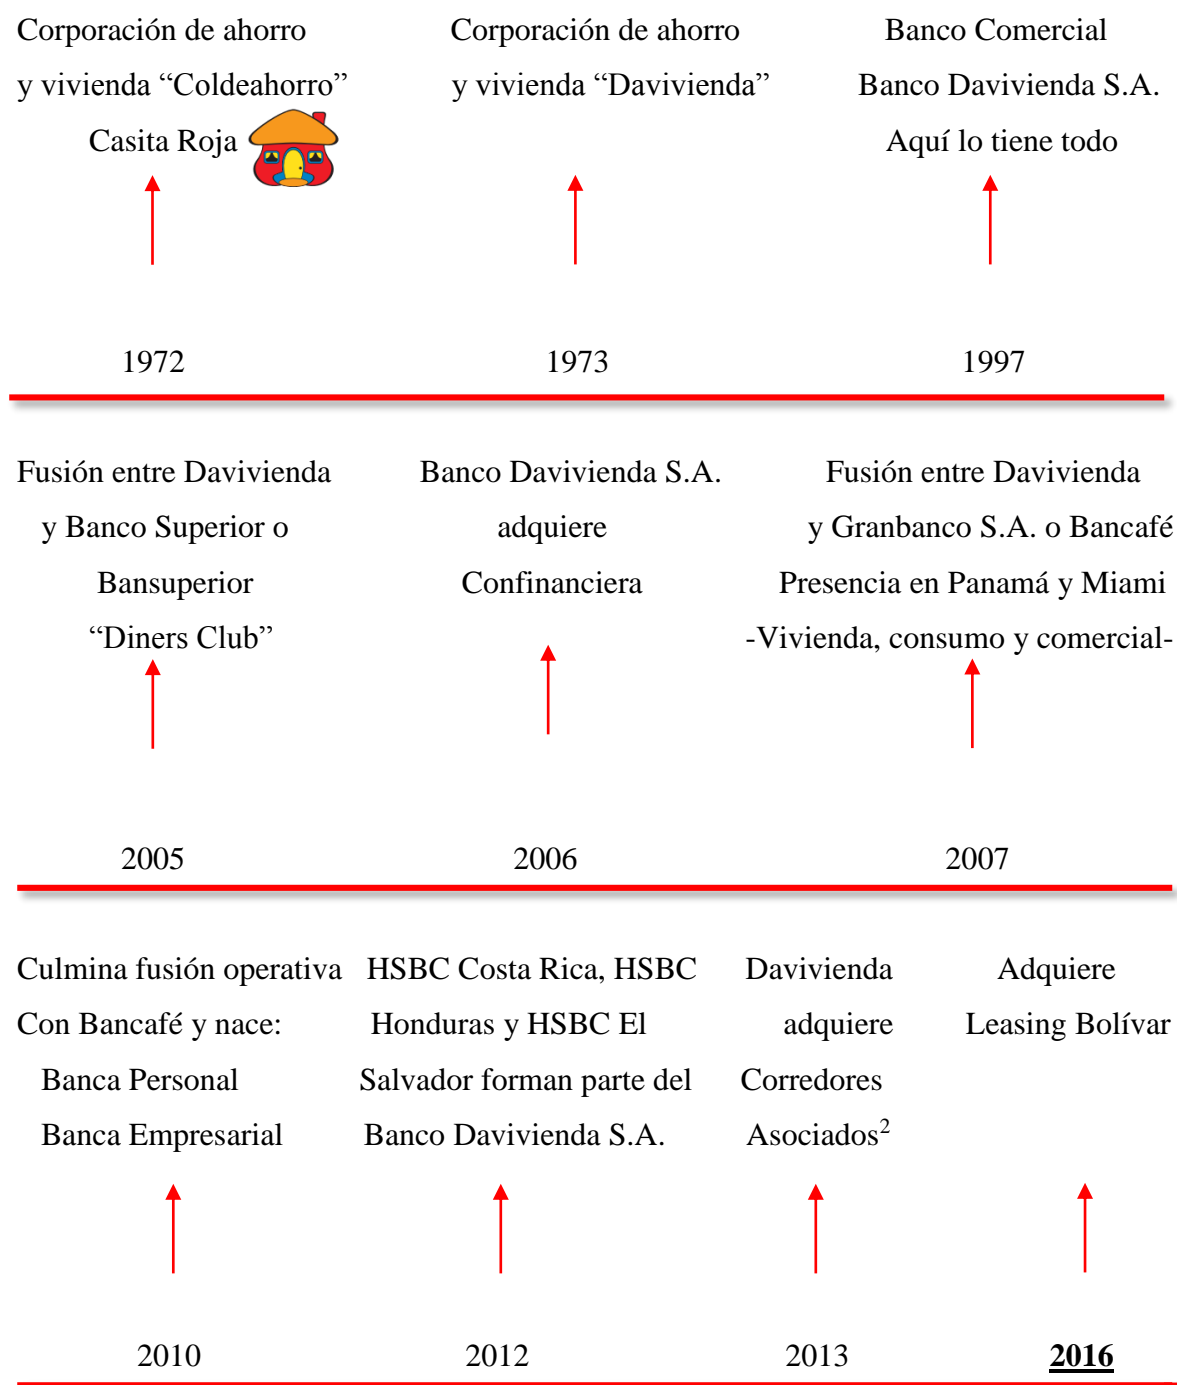 Corporación de ahorro
y vivienda “Coldeahorro”
Casita Roja
1972
Corporación de ahorro
y vivienda “Davivienda”
1973
Banco Comercial
Banco Davivienda S.A.
Aquí lo tiene todo
1997
Fusión entre Davivienda
y Banco Superior o
Bansuperior
“Diners Club”
2005
Banco Davivienda S.A.
adquiere
Confinanciera
2006
Fusión entre Davivienda
y Granbanco S.A. o Bancafé
Presencia en Panamá y Miami
-Vivienda, consumo y comercial-
2007
Culmina fusión operativa
Con Bancafé y nace:
Banca Personal
Banca Empresarial
2010
HSBC Costa Rica, HSBC
Honduras y HSBC El
Salvador forman parte del
Banco Davivienda S.A.
2012
Davivienda
adquiere
Corredores
Asociados²
2013
Adquiere
Leasing Bolívar
2016